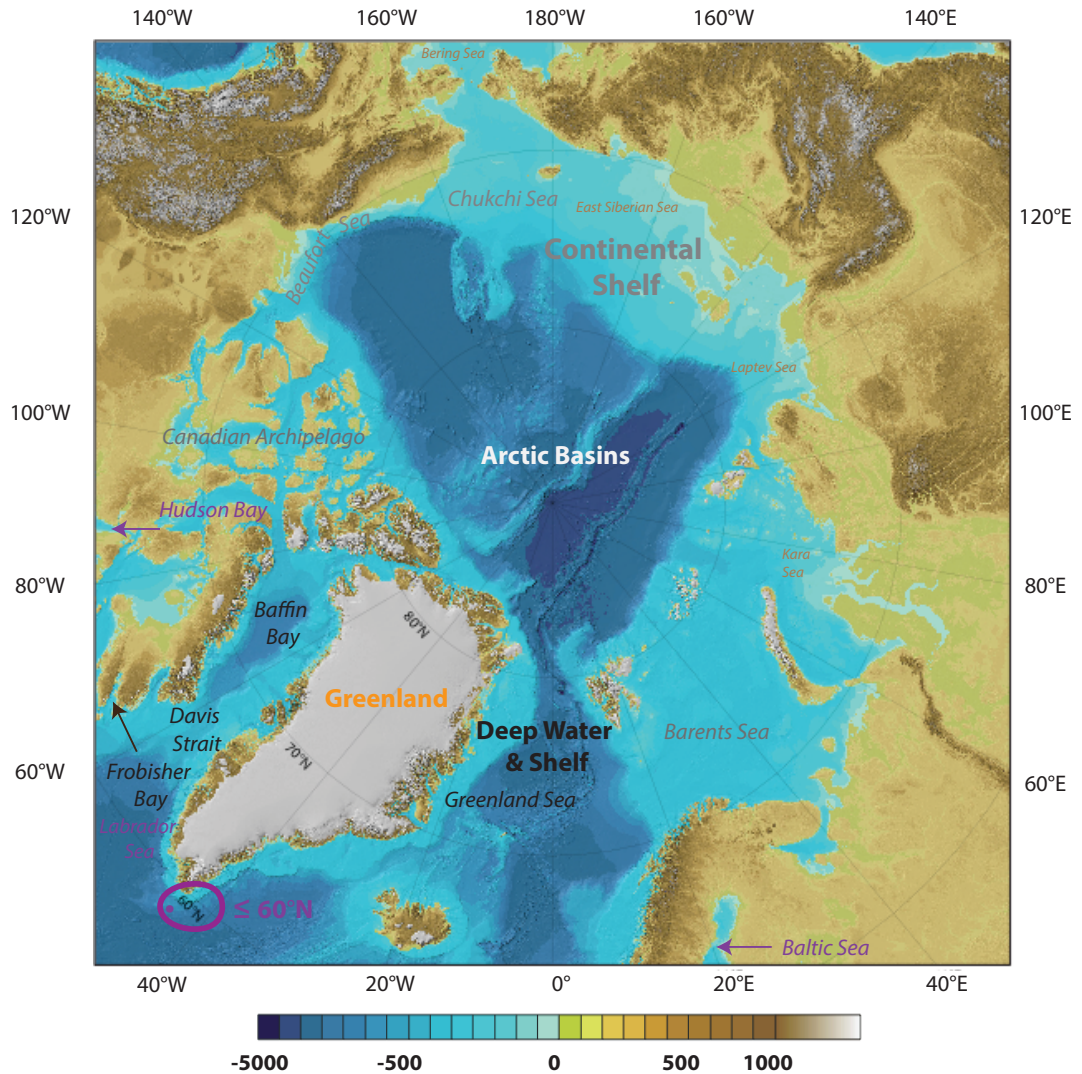 140°W 160°W 180°W 160°W 140°E
Bering Sea
120°W
120°E
Chukchi Sea
East Siberian Sea
Beaufort Sea
Continental
Shelf
Laptev Sea
100°W
100°E
Canadian Archipelago
Arctic Basins
Hudson Bay
Kara
Sea
80°W
80°E
Baffin
Bay
80°N
Greenland
Davis
Strait
Deep Water
& Shelf
Barents Sea
70°N
60°W
60°E
Frobisher
Bay
Greenland Sea
Labrador
Sea
60°N
≤ 60°N
Baltic Sea
40°W 20°W 0° 20°E 40°E
-5000 -500 0 500 1000